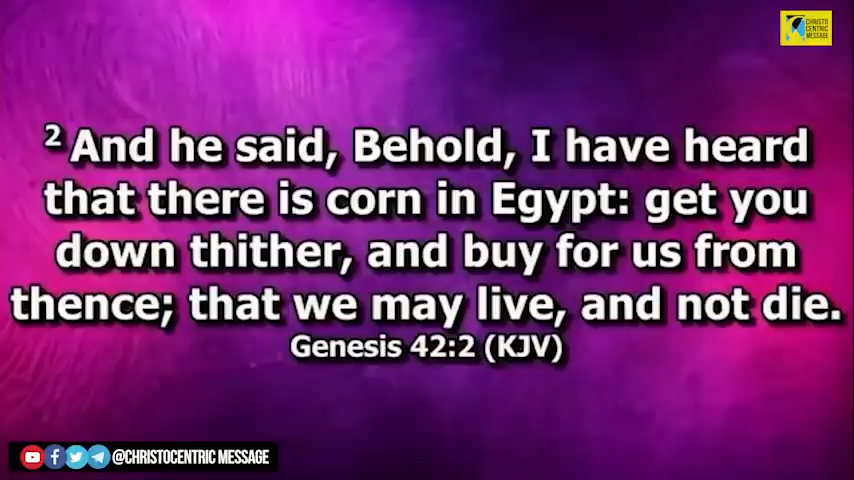 CHRISTO
CENTRIC
MESSAGE
2 And he said, Behold, I have heard
that there is corn in Egypt: get you
down thither, and buy for us from
thence; that we may live, and not die.
Genesis 42:2 (KJV)
@CHRISTOCENTRIC MESSAGE